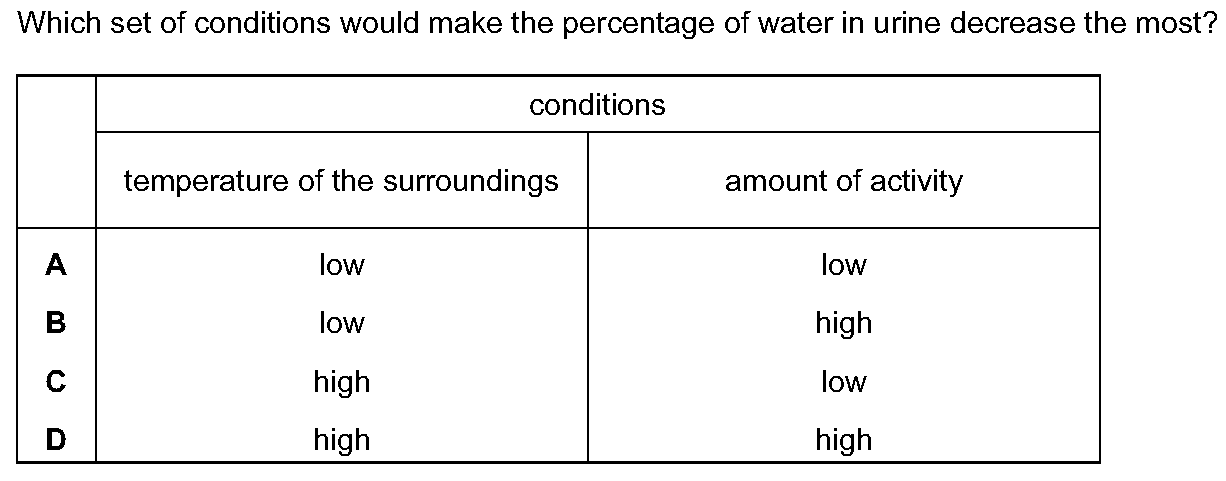 Which set of conditions would make the percentage of water in urine decrease the most?
conditions
temperature of the surroundings amount of activity
A low low
B low high
C high low
D high high